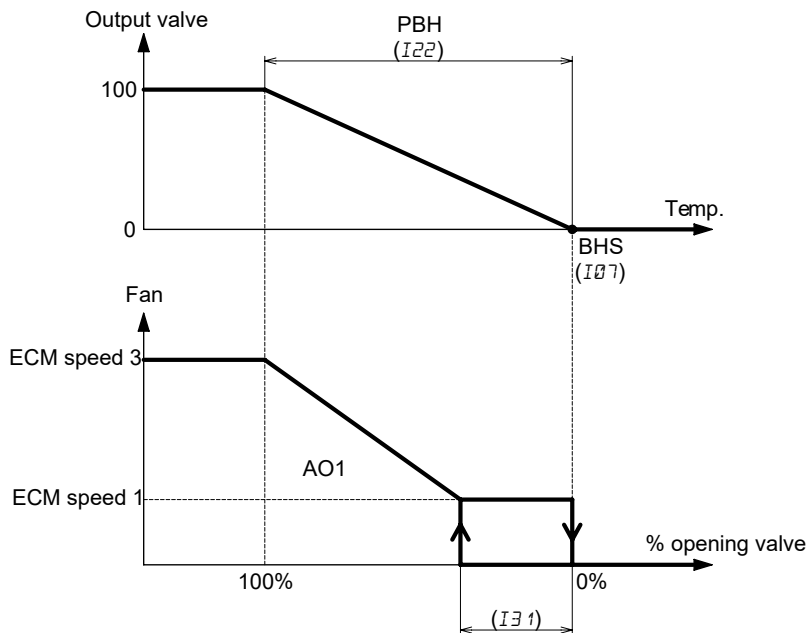 Output valve
PBH
(I22)
100
0
Temp.
BHS
(I07)
Fan
ECM speed 3
AO1
ECM speed 1
% opening valve
100%
0%
(I31)